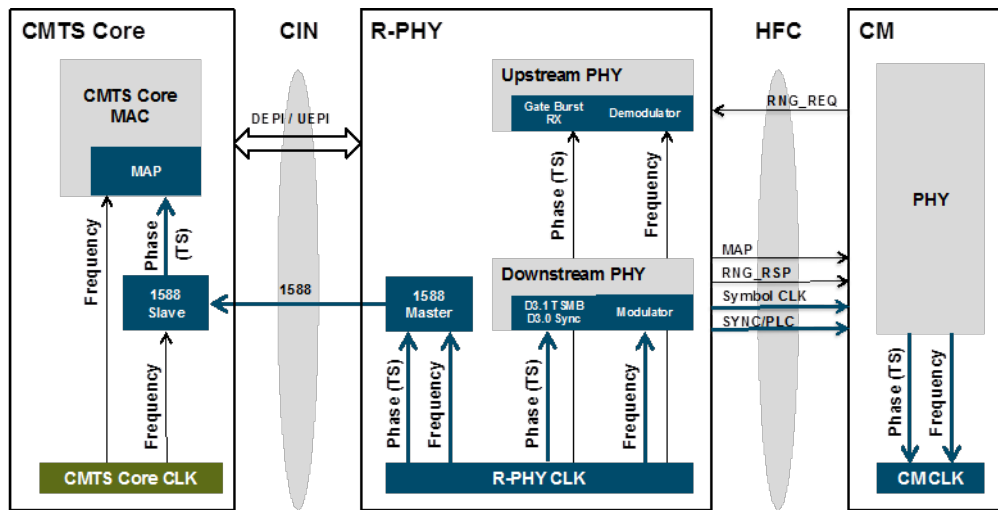 CMTS Core
CIN
R-PHY
HFC
CM
CMTS Core
MAC
MAP
Frequency
Phase
(TS)
1588
Slave
Frequency
CMTS Core CLK
DEPI / UEPI
1588
Upstream PHY
Gate Burst
RX
Demodulator
Phase (TS)
Frequency
Downstream PHY
D3.1 TSMB
D3.0 Sync
Modulator
1588
Master
Phase (TS)
Frequency
Phase (TS)
Frequency
R-PHY CLK
RNG_REQ
MAP
RNG_RSP
Symbol CLK
SYNC/PLC
PHY
Phase (TS)
Frequency
CM CLK